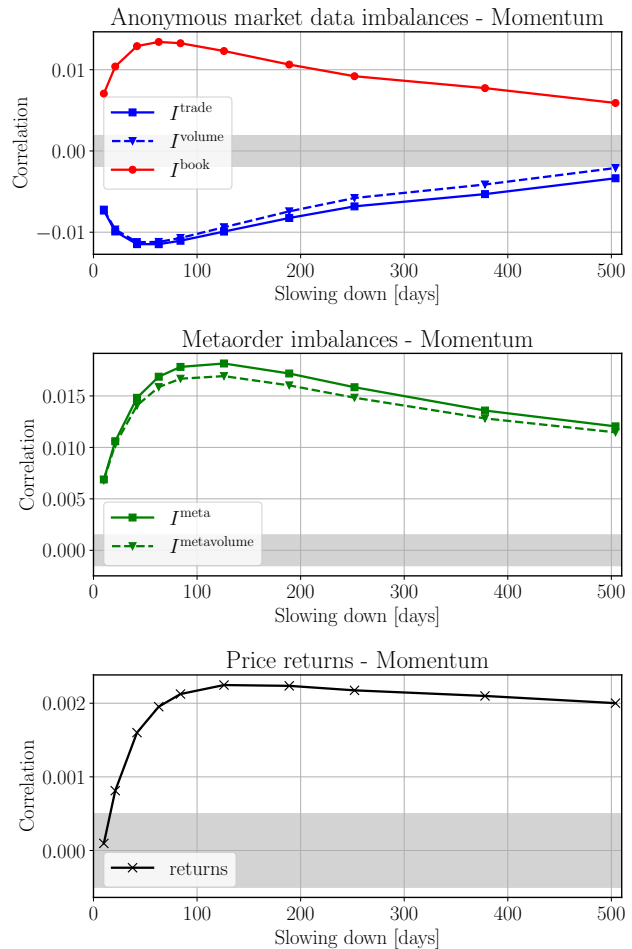 Anonymous market data imbalances - Momentum
Correlation
0.01
0.00
−0.01
I^trade
I^volume
I^book
0 100 200 300 400 500
Slowing down [days]
Metaorder imbalances - Momentum
Correlation
0.015
0.010
0.005
0.000
I^meta
I^metavolume
0 100 200 300 400 500
Slowing down [days]
Price returns - Momentum
Correlation
0.002
0.001
0.000
returns
0 100 200 300 400 500
Slowing down [days]